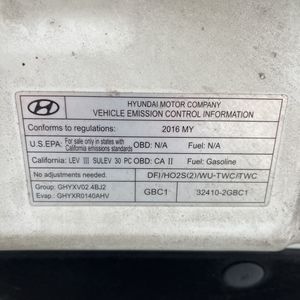 HYUNDAI MOTOR COMPANY
VEHICLE EMISSION CONTROL INFORMATION
Conforms to regulations: 2016 MY
U.S.EPA: For sale only in states with California emissions standards OBD: N/A Fuel: N/A
California: LEV III SULEV 30 PC OBD: CA II Fuel: Gasoline
No adjustments needed. DFI/HO2S(2)/WU-TWC/TWC
Group: GHYXV02.4BJ2 GBC1 32410-2GBC1
Evap: GHYXR0140AHV